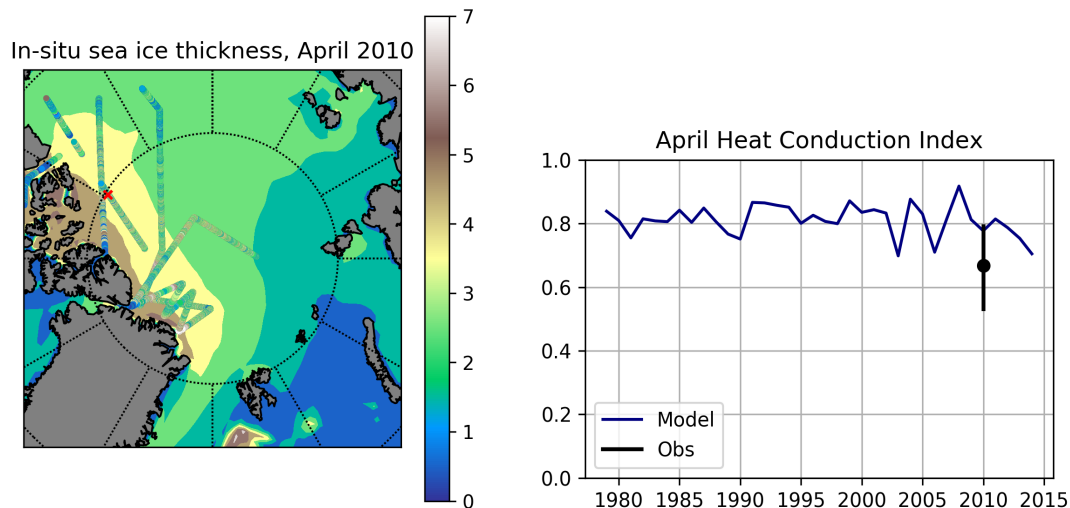 In-situ sea ice thickness, April 2010
7
6
5
4
3
2
1
0
April Heat Conduction Index
1.0
0.8
0.6
0.4
0.2
0.0
Model
Obs
1980 1985 1990 1995 2000 2005 2010 2015